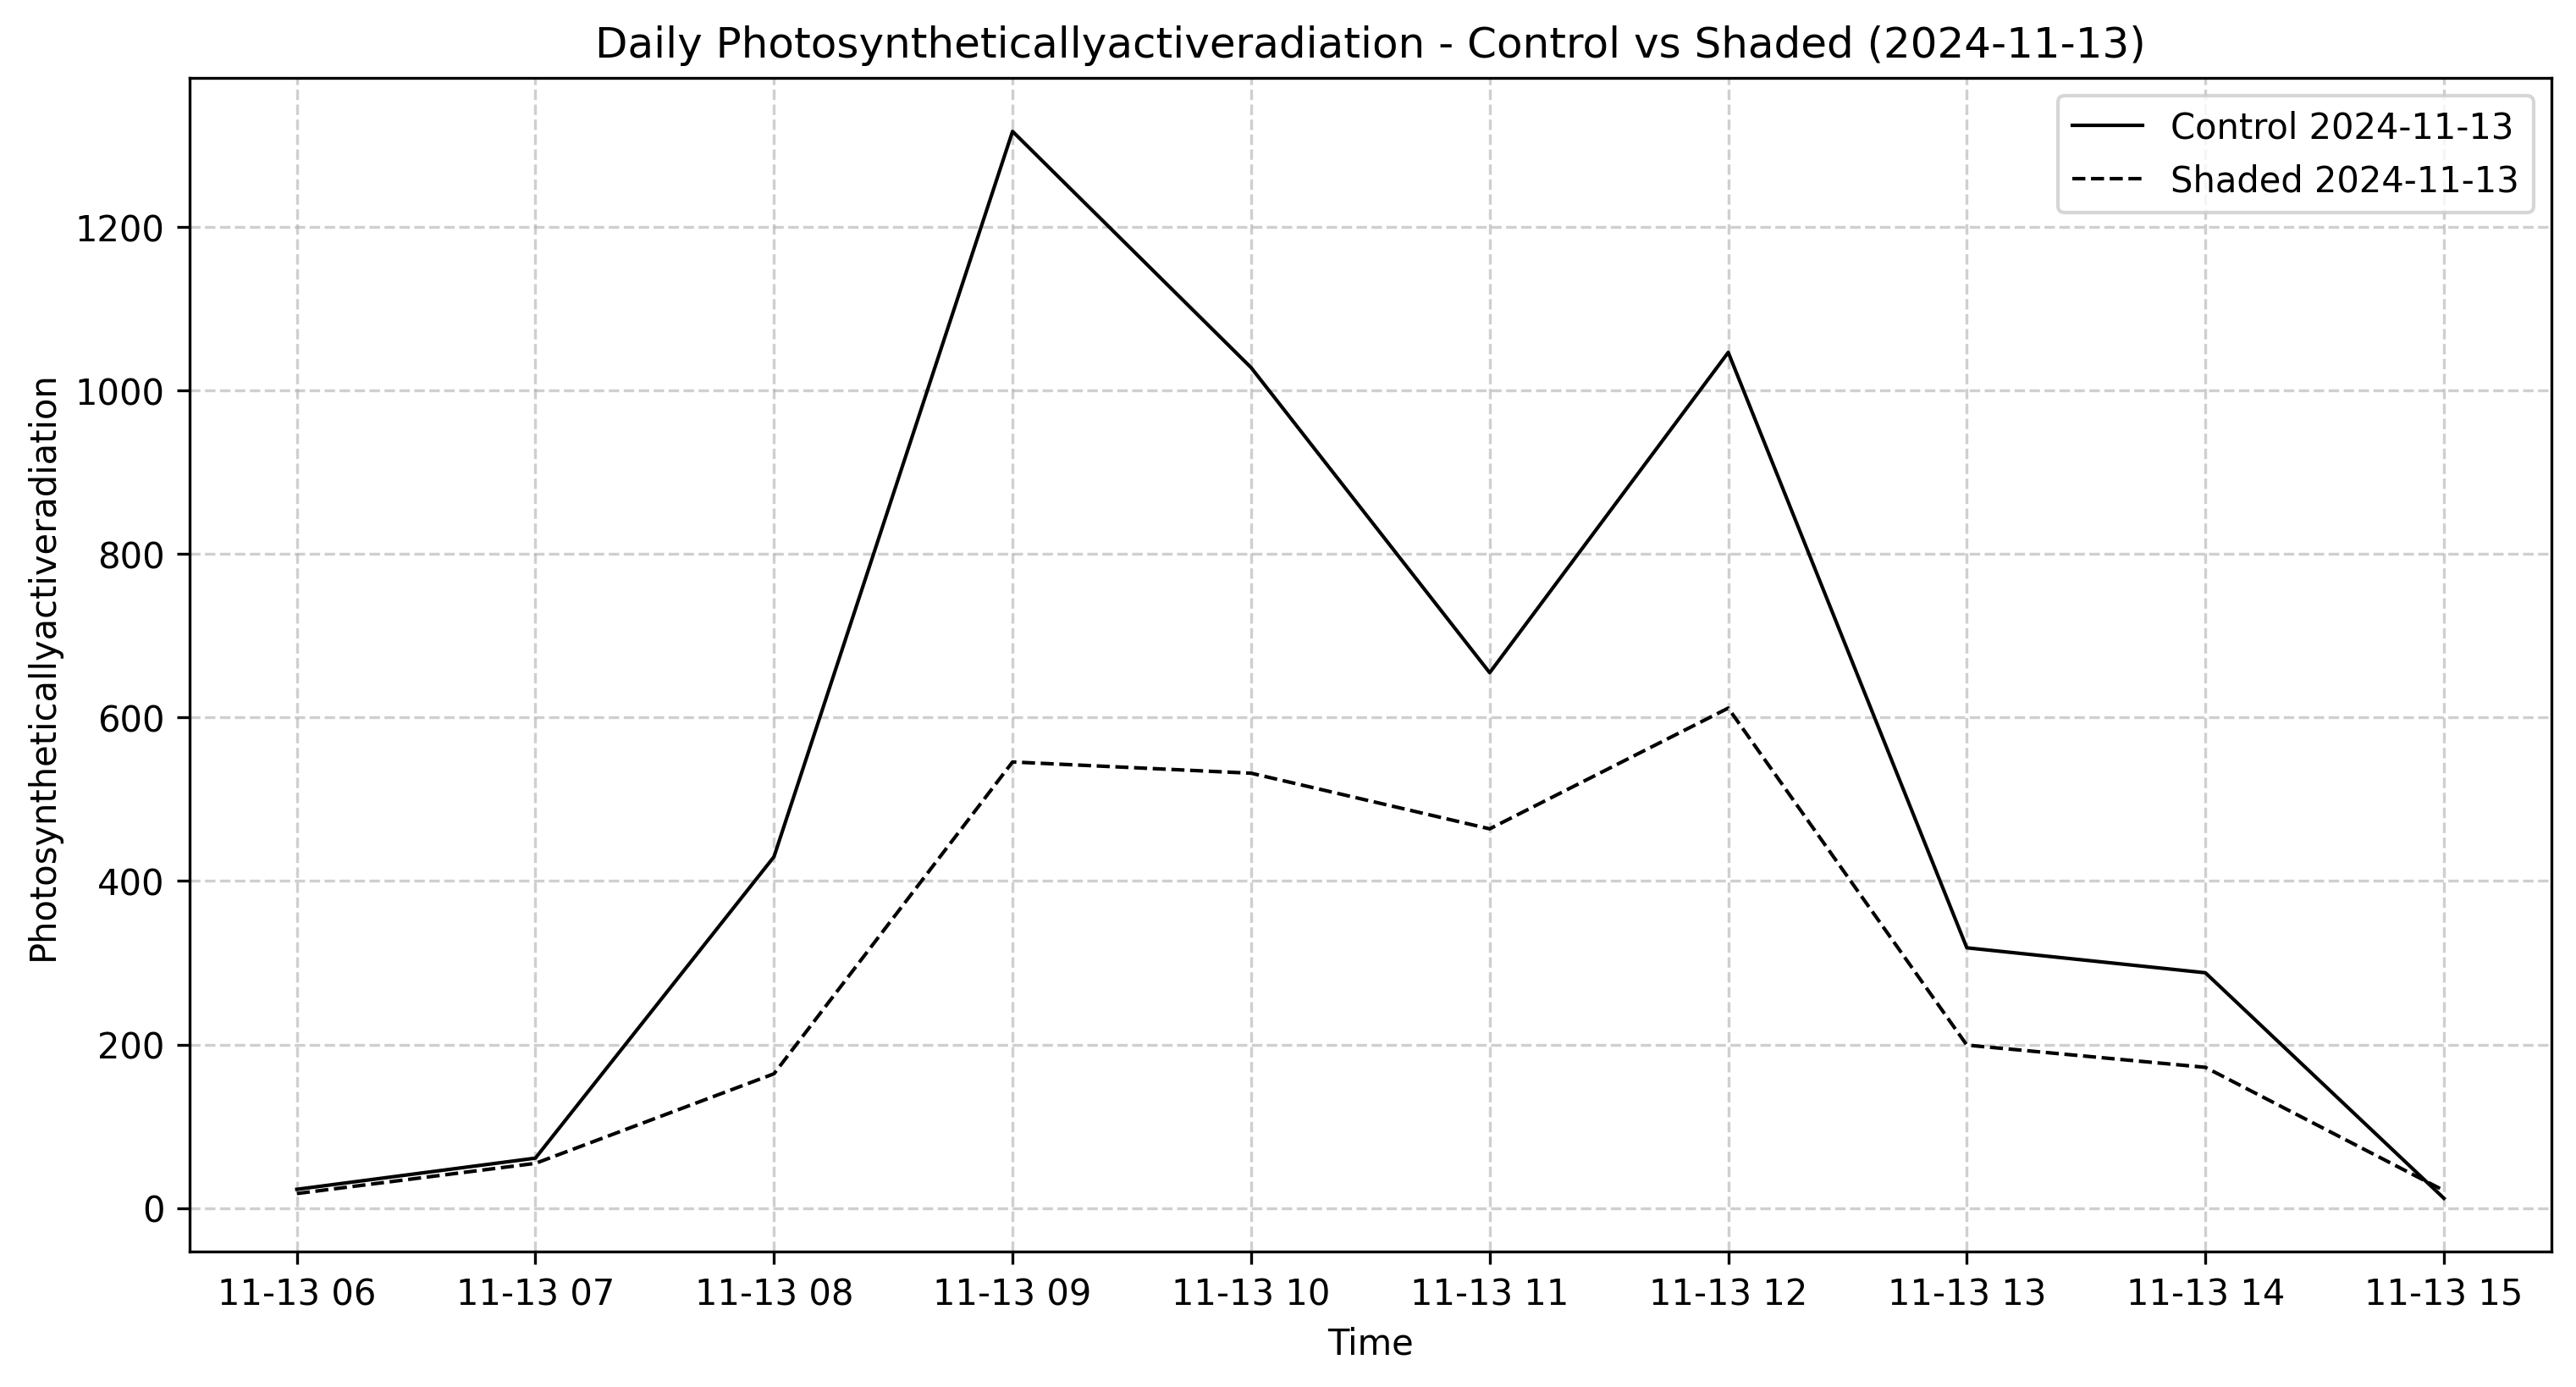 Daily Photosyntheticallyactiveradiation - Control vs Shaded (2024-11-13)
Control 2024-11-13
Shaded 2024-11-13
Photosyntheticallyactiveradiation
1200
1000
800
600
400
200
0
11-13 06 11-13 07 11-13 08 11-13 09 11-13 10 11-13 11 11-13 12 11-13 13 11-13 14 11-13 15
Time